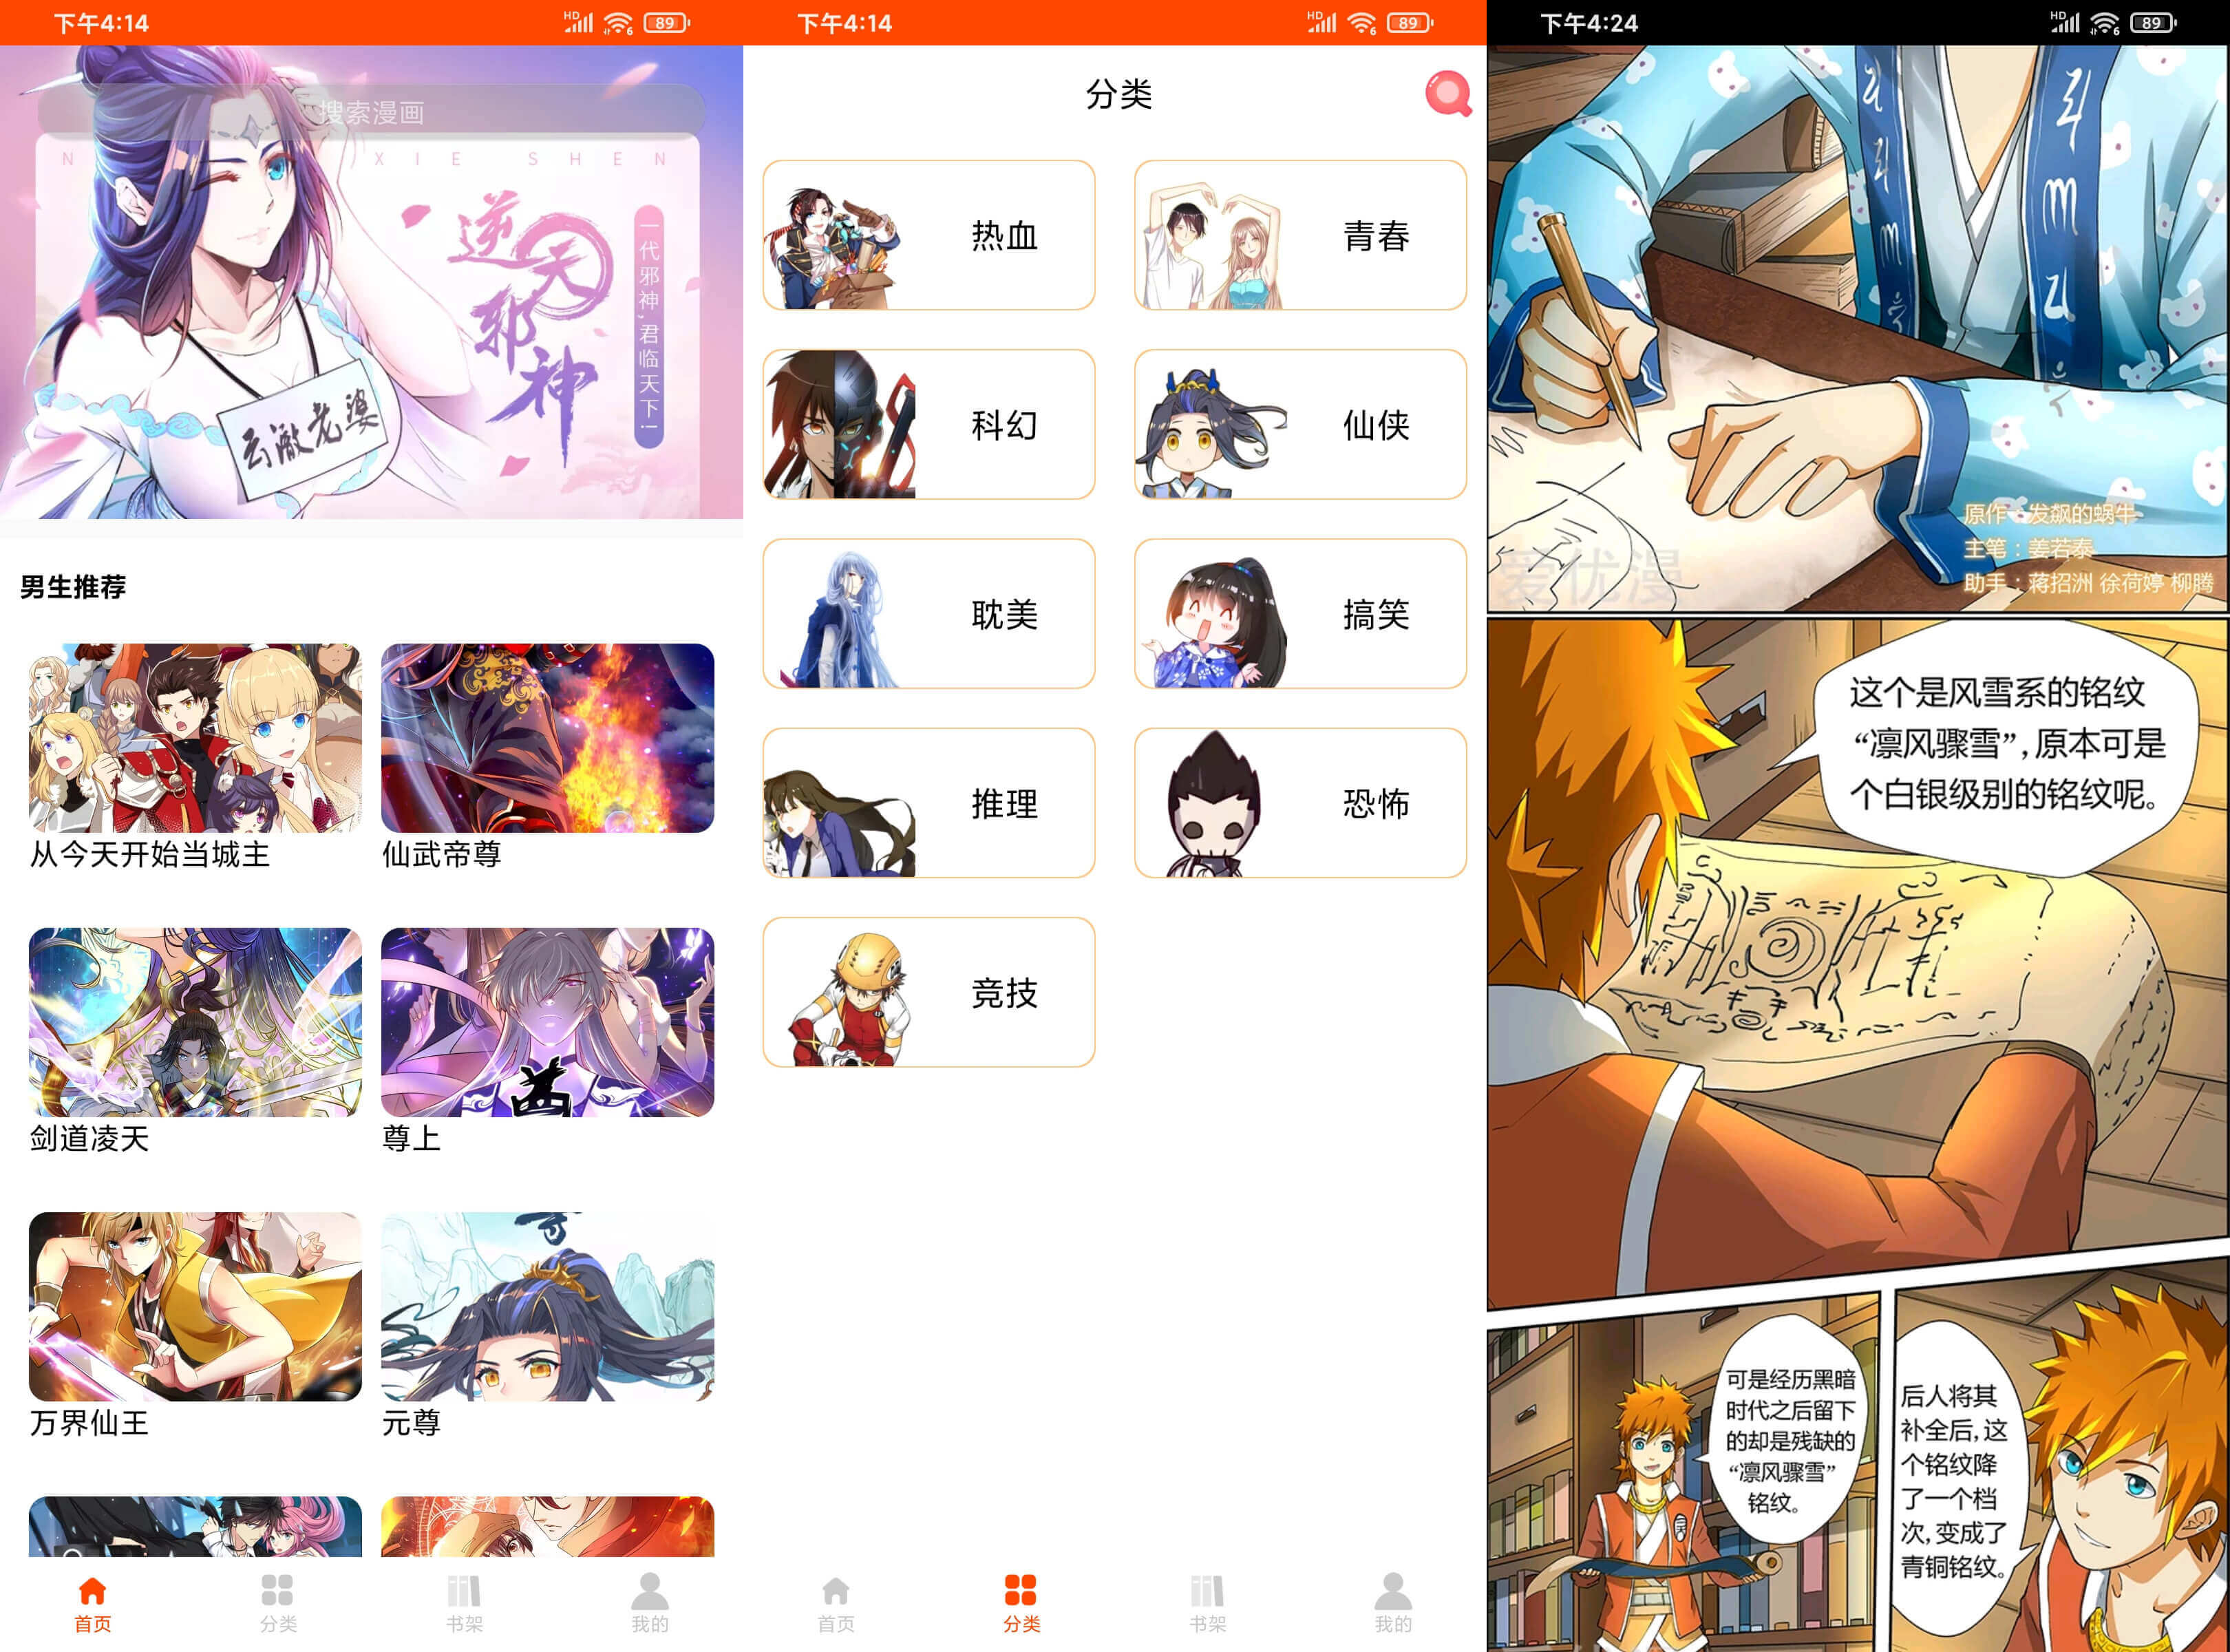 下午4:14
HD
6
89
搜索漫画
N
XIE SHEN
逆天邪神
一代邪神,君临天下!
云澈老婆
男生推荐
从今天开始当城主
仙武帝尊
剑道凌天
尊上
万界仙王
元尊
首页
分类
书架
我的
下午4:14
HD
6
89
分类
热血
青春
科幻
仙侠
耽美
搞笑
推理
恐怖
竞技
首页
分类
书架
我的
下午4:24
HD
6
89
原作：发飙的蜗牛
主笔：姜若泰
助手：蒋招洲 徐荷婷 柳腾
爱优漫
这个是风雪系的铭纹
“凛风骤雪”,原本可是
个白银级别的铭纹呢。
可是经历黑暗
时代之后留下
的却是残缺的
“凛风骤雪”
铭纹。
后人将其
补全后,这
个铭纹降
了一个档
次,变成了
青铜铭纹。